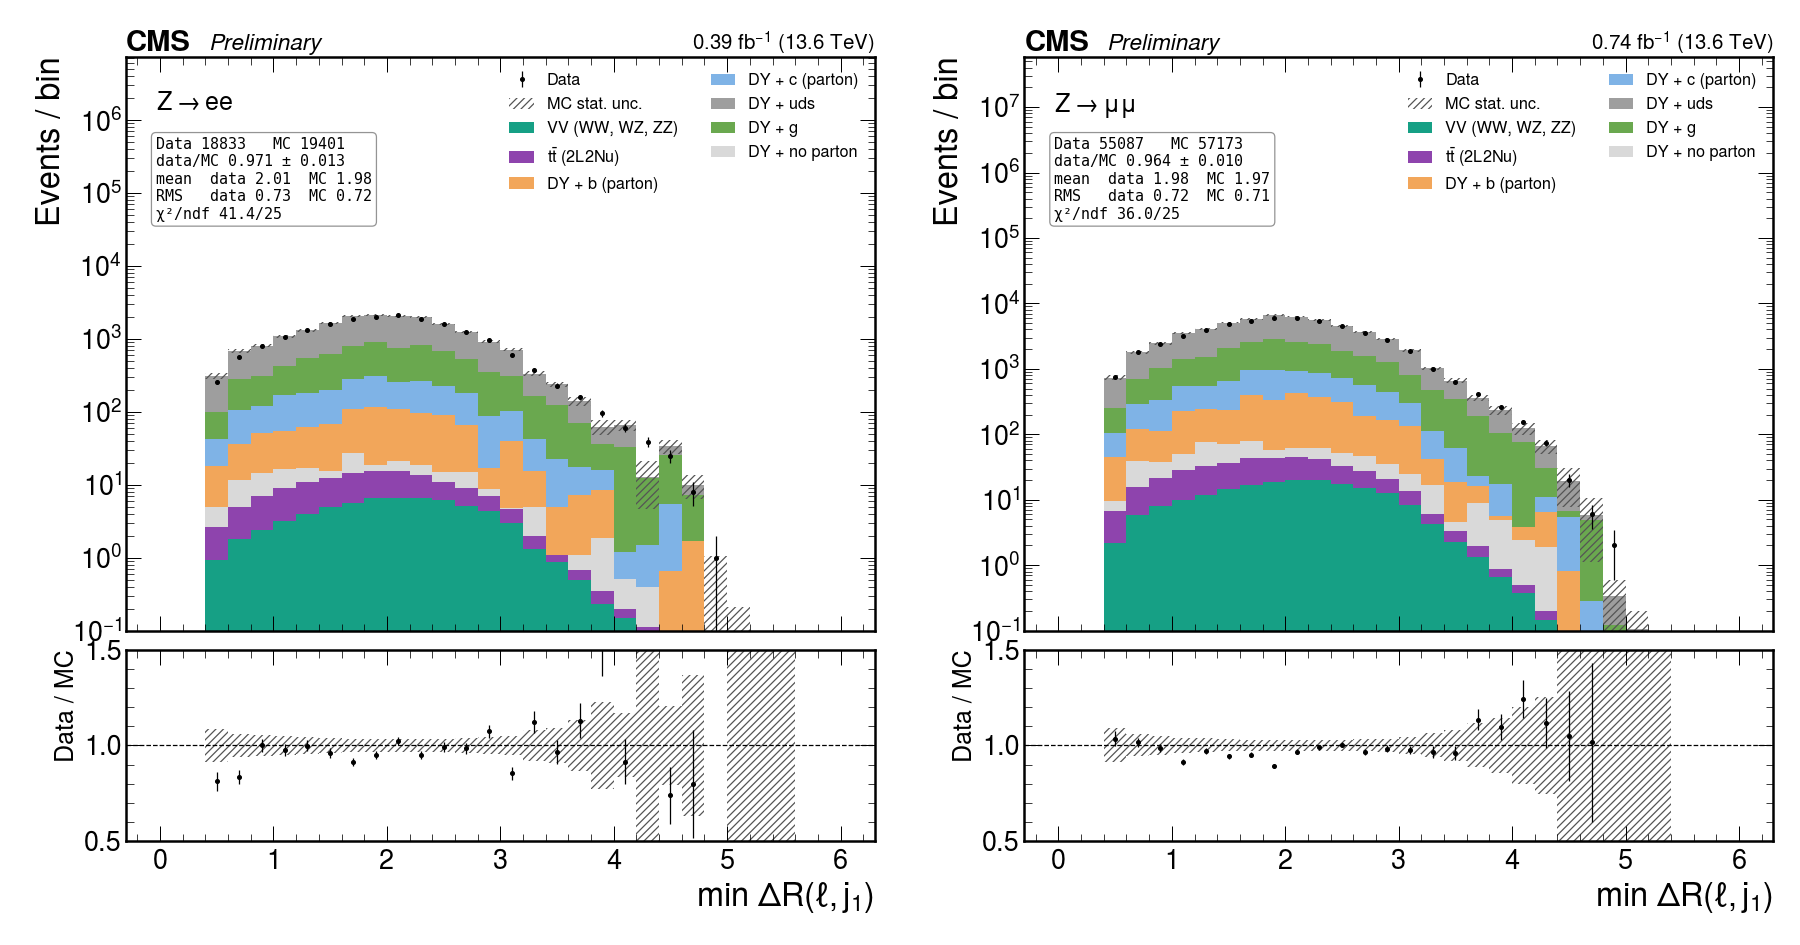 CMS Preliminary
0.39 fb⁻¹ (13.6 TeV)
Events / bin
Z → ee
Data 18833 MC 19401
data/MC 0.971 ± 0.013
mean data 2.01 MC 1.98
RMS data 0.73 MC 0.72
χ²/ndf 41.4/25
Data
MC stat. unc.
VV (WW, WZ, ZZ)
tt̄ (2L2Nu)
DY + b (parton)
DY + c (parton)
DY + uds
DY + g
DY + no parton
10⁶
10⁵
10⁴
10³
10²
10¹
10⁰
10⁻¹
Data / MC
1.5
1.0
0.5
0 1 2 3 4 5 6
min ΔR(ℓ, j₁)
CMS Preliminary
0.74 fb⁻¹ (13.6 TeV)
Events / bin
Z → μμ
Data 55087 MC 57173
data/MC 0.964 ± 0.010
mean data 1.98 MC 1.97
RMS data 0.72 MC 0.71
χ²/ndf 36.0/25
Data
MC stat. unc.
VV (WW, WZ, ZZ)
tt̄ (2L2Nu)
DY + b (parton)
DY + c (parton)
DY + uds
DY + g
DY + no parton
10⁷
10⁶
10⁵
10⁴
10³
10²
10¹
10⁰
10⁻¹
Data / MC
1.5
1.0
0.5
0 1 2 3 4 5 6
min ΔR(ℓ, j₁)